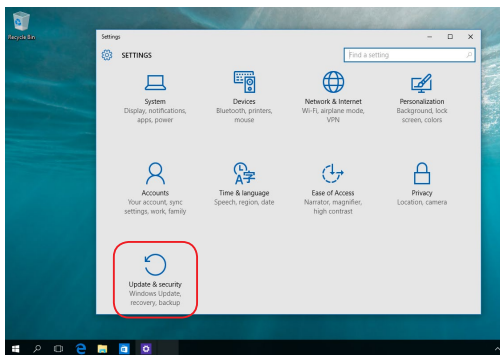 Recycle Bin
Settings
SETTINGS
Find a setting
System
Display, notifications,
apps, power
Devices
Bluetooth, printers,
mouse
Network & Internet
Wi-Fi, airplane mode,
VPN
Personalization
Background, lock
screen, colors
Accounts
Your account, sync
settings, work, family
Time & language
Speech, region, date
Ease of Access
Narrator, magnifier,
high contrast
Privacy
Location, camera
Update & security
Windows Update,
recovery, backup